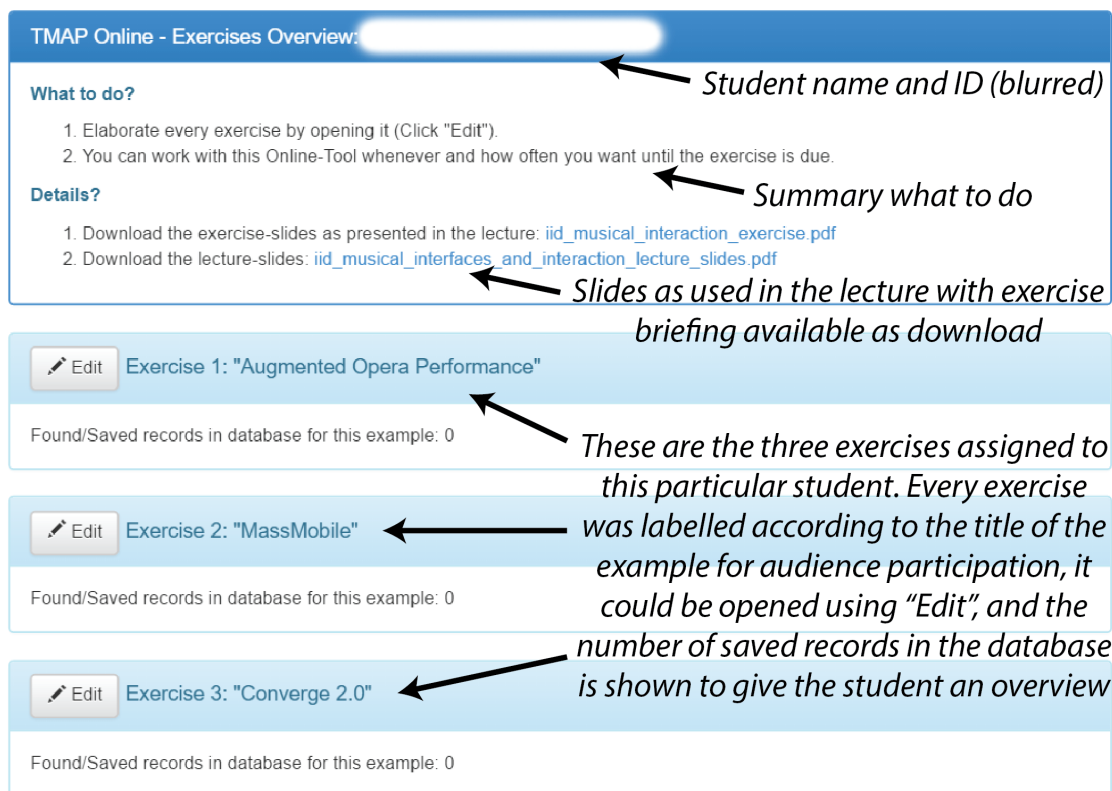 TMAP Online - Exercises Overview:
Student name and ID (blurred)
What to do?
1. Elaborate every exercise by opening it (Click "Edit").
2. You can work with this Online-Tool whenever and how often you want until the exercise is due.
Summary what to do
Details?
1. Download the exercise-slides as presented in the lecture: iid_musical_interaction_exercise.pdf
2. Download the lecture-slides: iid_musical_interfaces_and_interaction_lecture_slides.pdf
Slides as used in the lecture with exercise
briefing available as download
Edit Exercise 1: "Augmented Opera Performance"
Found/Saved records in database for this example: 0
These are the three exercises assigned to
this particular student. Every exercise
was labelled according to the title of the
example for audience participation, it
could be opened using “Edit”, and the
number of saved records in the database
is shown to give the student an overview
Edit Exercise 2: "MassMobile"
Found/Saved records in database for this example: 0
Edit Exercise 3: "Converge 2.0"
Found/Saved records in database for this example: 0